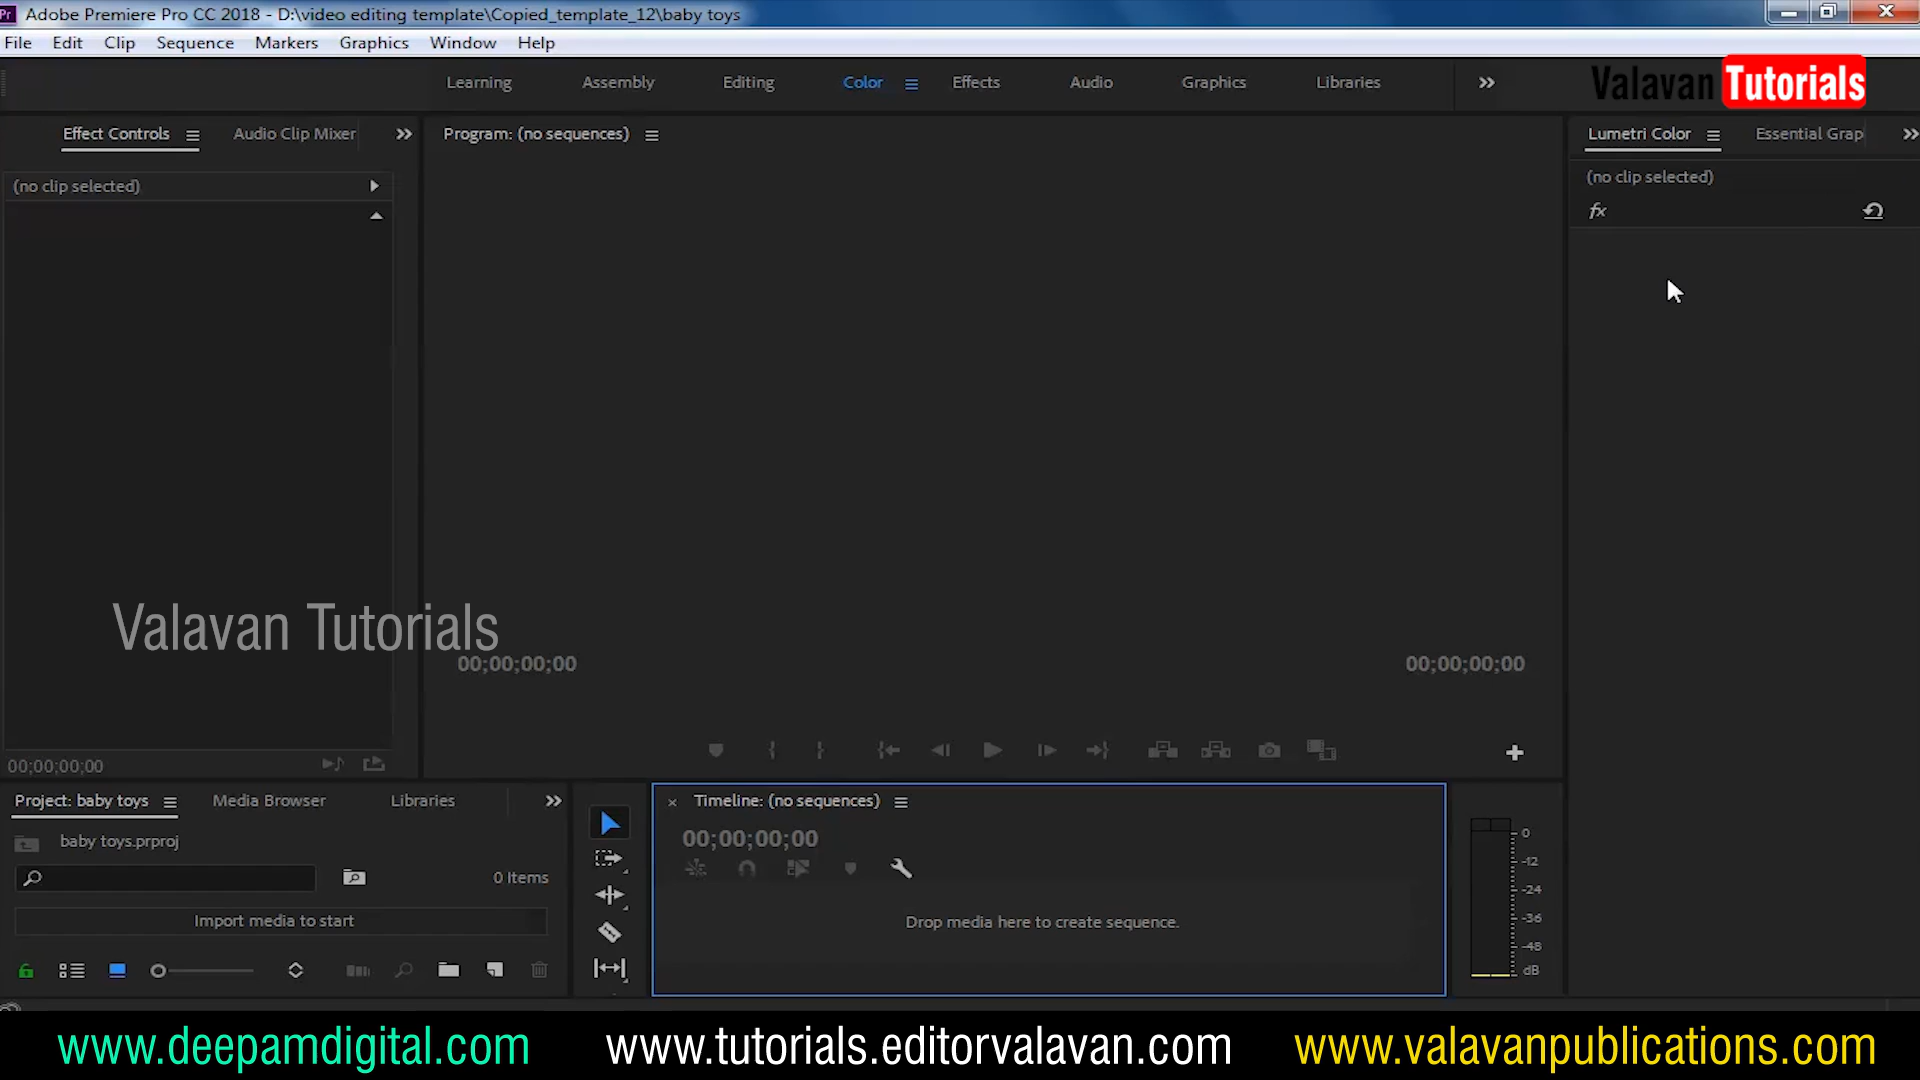 Adobe Premiere Pro CC 2018 - D:\video editing template\Copied_template_12\baby toys
File Edit Clip Sequence Markers Graphics Window Help
Learning Assembly Editing Color Effects Audio Graphics Libraries
Valavan Tutorials
Effect Controls Audio Clip Mixer
Program: (no sequences)
Lumetri Color Essential Grap
(no clip selected)
(no clip selected)
fx
Valavan Tutorials
00;00;00;00
00;00;00;00
00;00;00;00
Project: baby toys Media Browser Libraries
Timeline: (no sequences)
baby toys.prproj
00;00;00;00
0 Items
Import media to start
Drop media here to create sequence.
0
-12
-24
-36
-48
dB
www.deepamdigital.com www.tutorials.editorvalavan.com www.valavanpublications.com